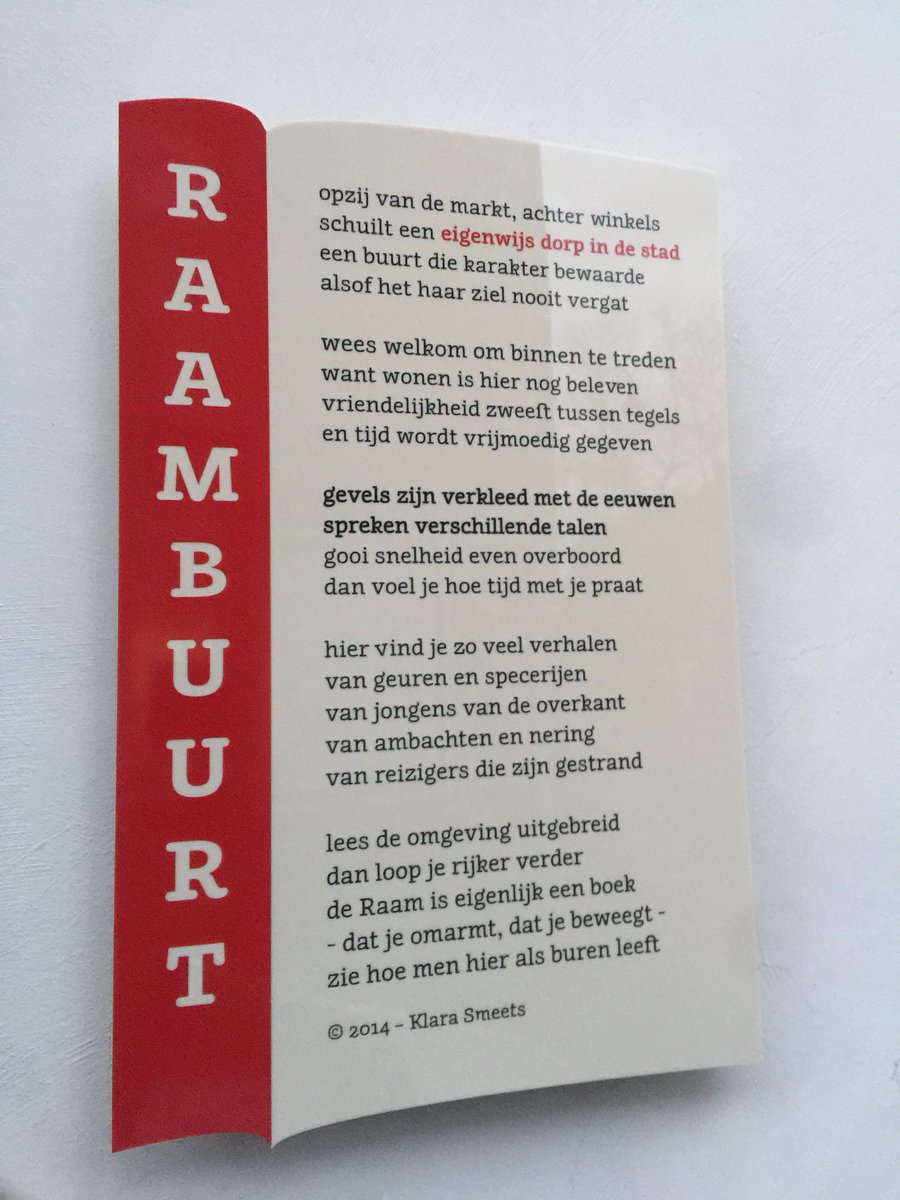 RAAMBUURT
opzij van de markt, achter winkels
schuilt een eigenwijs dorp in de stad
een buurt die karakter bewaarde
alsof het haar ziel nooit vergat
wees welkom om binnen te treden
want wonen is hier nog beleven
vriendelijkheid zweeft tussen tegels
en tijd wordt vrijmoedig gegeven
gevels zijn verkleed met de eeuwen
spreken verschillende talen
gooi snelheid even overboord
dan voel je hoe tijd met je praat
hier vind je zo veel verhalen
van geuren en specerijen
van jongens van de overkant
van ambachten en nering
van reizigers die zijn gestrand
lees de omgeving uitgebreid
dan loop je rijker verder
de Raam is eigenlijk een boek
- dat je omarmt, dat je beweegt -
zie hoe men hier als buren leeft
© 2014 – Klara Smeets